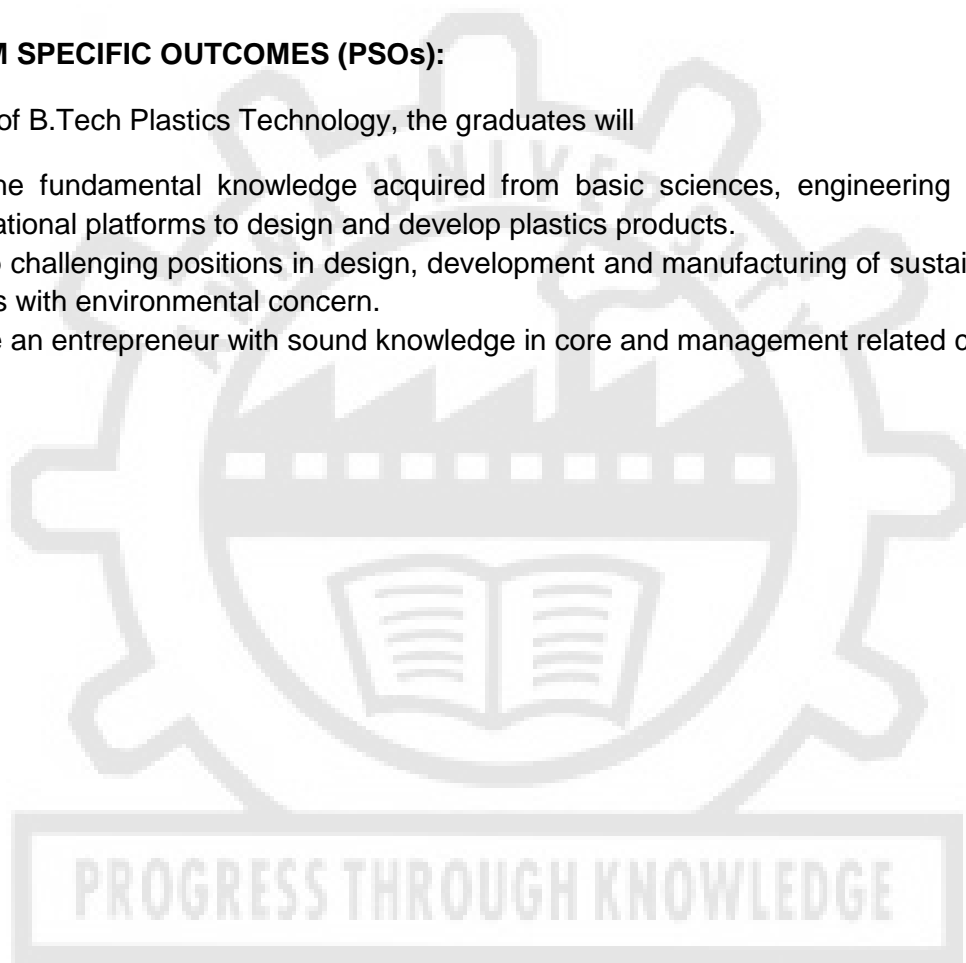 M SPECIFIC OUTCOMES (PSOs):
of B.Tech Plastics Technology, the graduates will
he fundamental knowledge acquired from basic sciences, engineering
ational platforms to design and develop plastics products.
challenging positions in design, development and manufacturing of sustai
s with environmental concern.
e an entrepreneur with sound knowledge in core and management related c
UNIVERSITY
PROGRESS THROUGH KNOWLEDGE